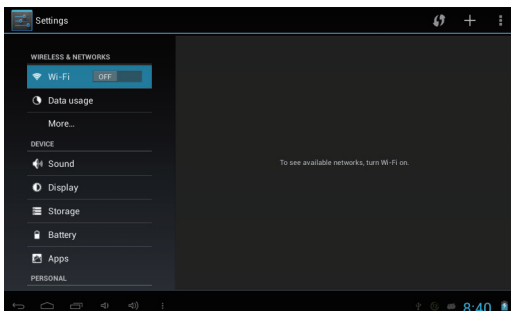 Settings
WIRELESS & NETWORKS
Wi-Fi OFF
Data usage
More...
DEVICE
Sound
To see available networks, turn Wi-Fi on.
Display
Storage
Battery
Apps
PERSONAL
8:40